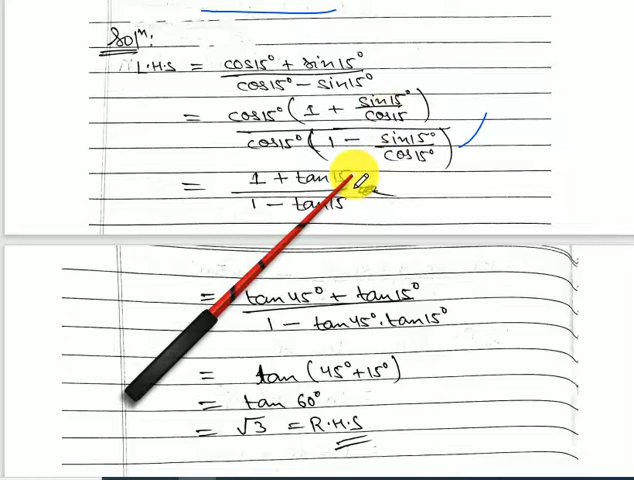 Solⁿ:
L.H.S = cos15° + sin15° / cos15° - sin15°
= cos15° (1 + sin15° / cos15°) / cos15° (1 - sin15° / cos15°)
= 1 + tan15 / 1 - tan15
= tan45° + tan15° / 1 - tan45°. tan15°
= tan (45° + 15°)
= tan 60°
= √3 = R.H.S